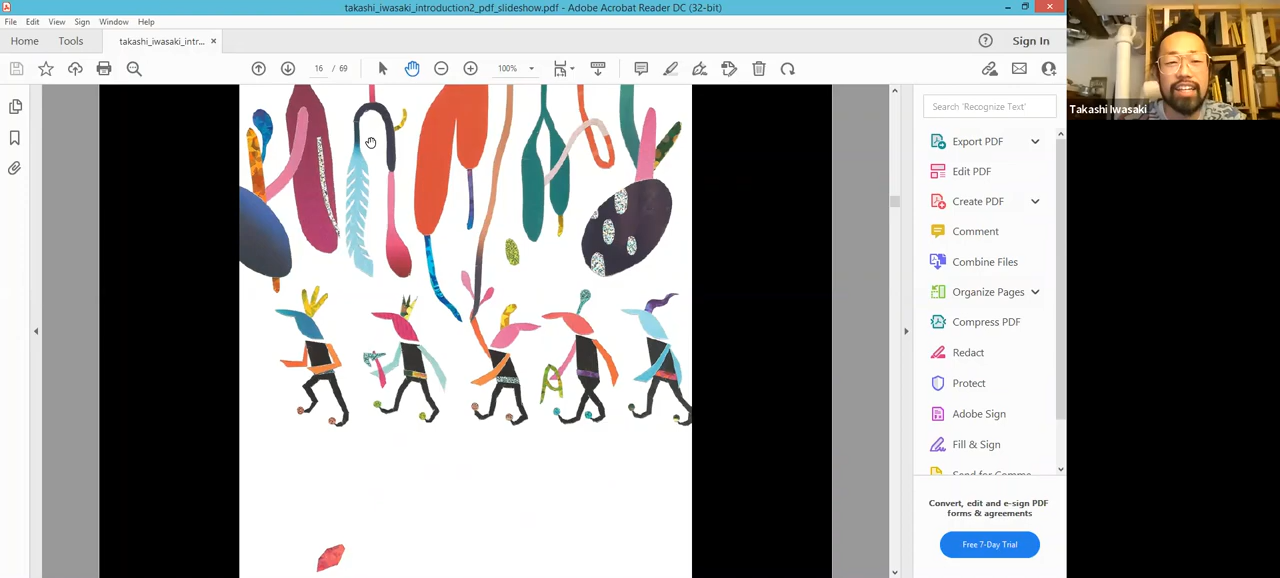 takashi_iwasaki_introduction2_pdf_slideshow.pdf - Adobe Acrobat Reader DC (32-bit)
File Edit View Sign Window Help
Home Tools takashi_iwasaki_intr... × Sign In
16 / 69 100%
Takashi Iwasaki
Search 'Recognize Text'
Export PDF
Edit PDF
Create PDF
Comment
Combine Files
Organize Pages
Compress PDF
Redact
Protect
Adobe Sign
Fill & Sign
Send for Comme
Convert, edit and e-sign PDF
forms & agreements
Free 7-Day Trial